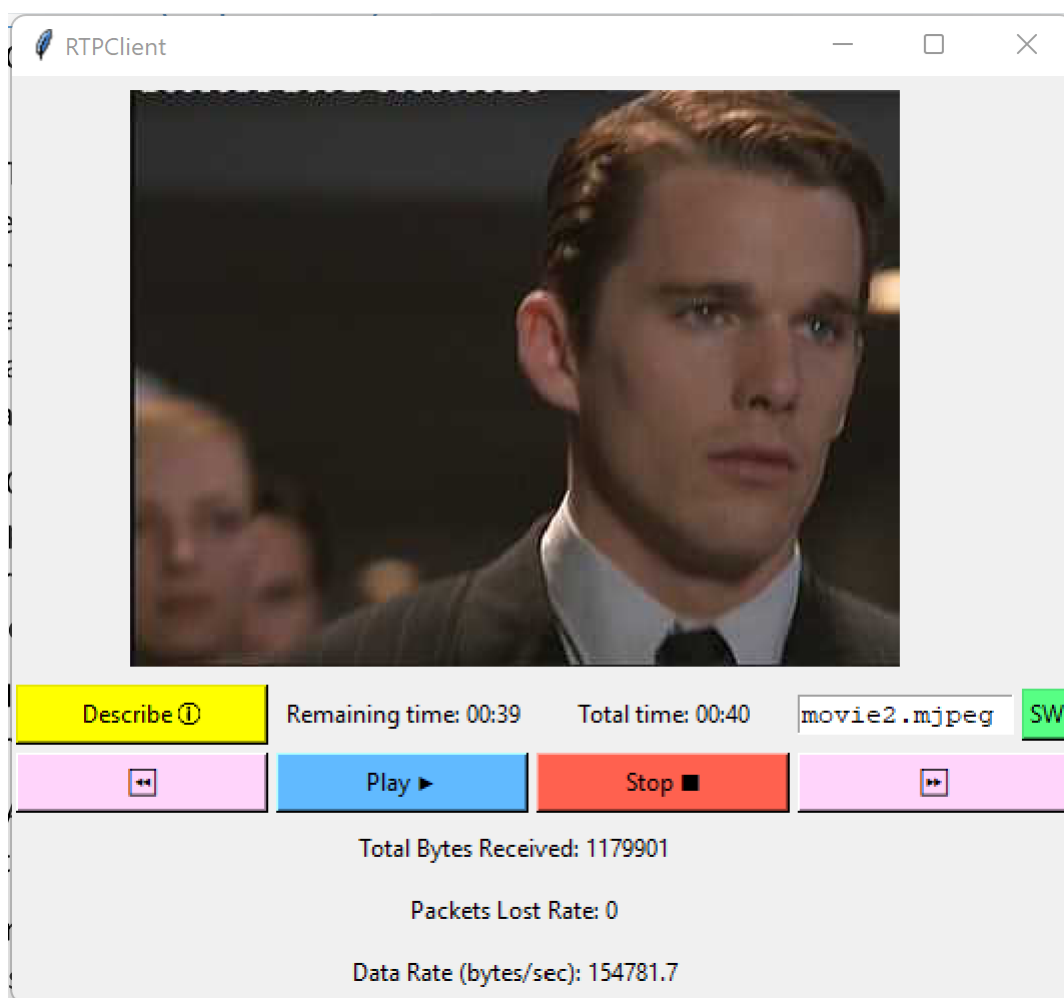 RTPClient
Describe ⓘ Remaining time: 00:39 Total time: 00:40 movie2.mjpeg SW
⏪ Play ► Stop ■ ⏩
Total Bytes Received: 1179901
Packets Lost Rate: 0
Data Rate (bytes/sec): 154781.7